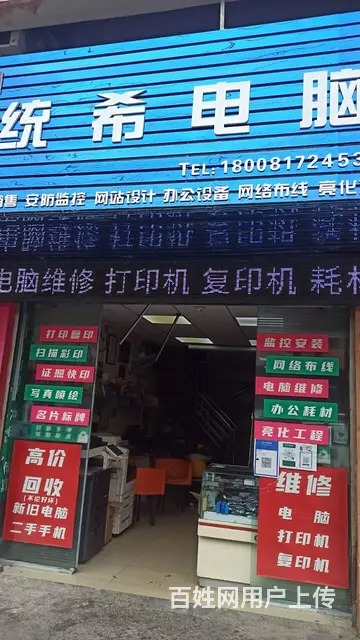 统希电脑
TEL: 18008172453
销售 安防监控 网站设计 办公设备 网络布线 亮化
电脑维修 打印机 复印机 耗材
打印晒印
扫描彩印
证照快印
写真喷绘
名片标牌
高价
回收
(不论好坏)
新旧电脑
二手手机
监控安装
网络布线
电脑维修
办公耗材
亮化工程
维修
电脑
打印机
复印机
百姓网用户上传